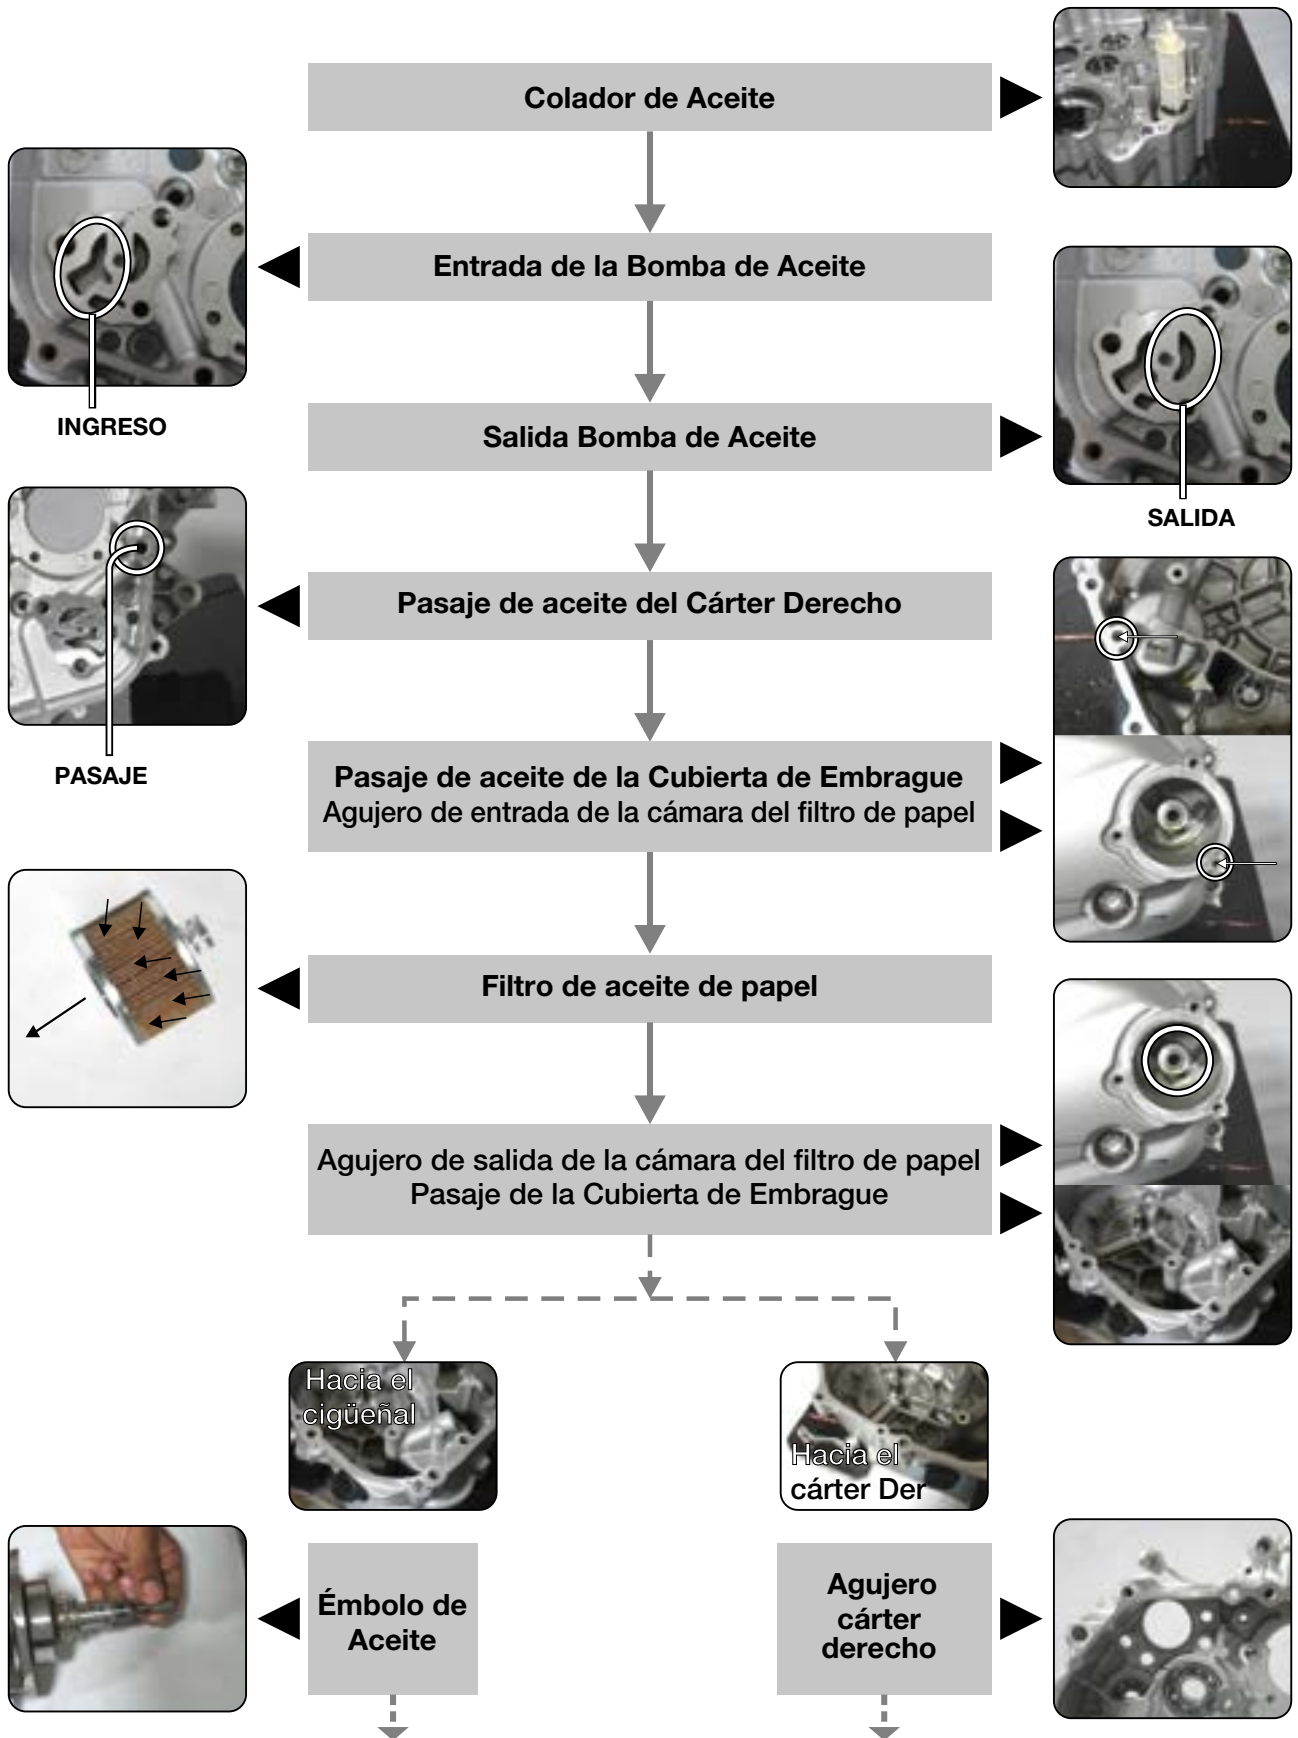 Colador de Aceite
Entrada de la Bomba de Aceite
INGRESO
Salida Bomba de Aceite
SALIDA
Pasaje de aceite del Cárter Derecho
PASAJE
Pasaje de aceite de la Cubierta de Embrague
Agujero de entrada de la cámara del filtro de papel
Filtro de aceite de papel
Agujero de salida de la cámara del filtro de papel
Pasaje de la Cubierta de Embrague
Hacia el
cigüeñal
Hacia el
cárter Der
Émbolo de
Aceite
Agujero
cárter
derecho